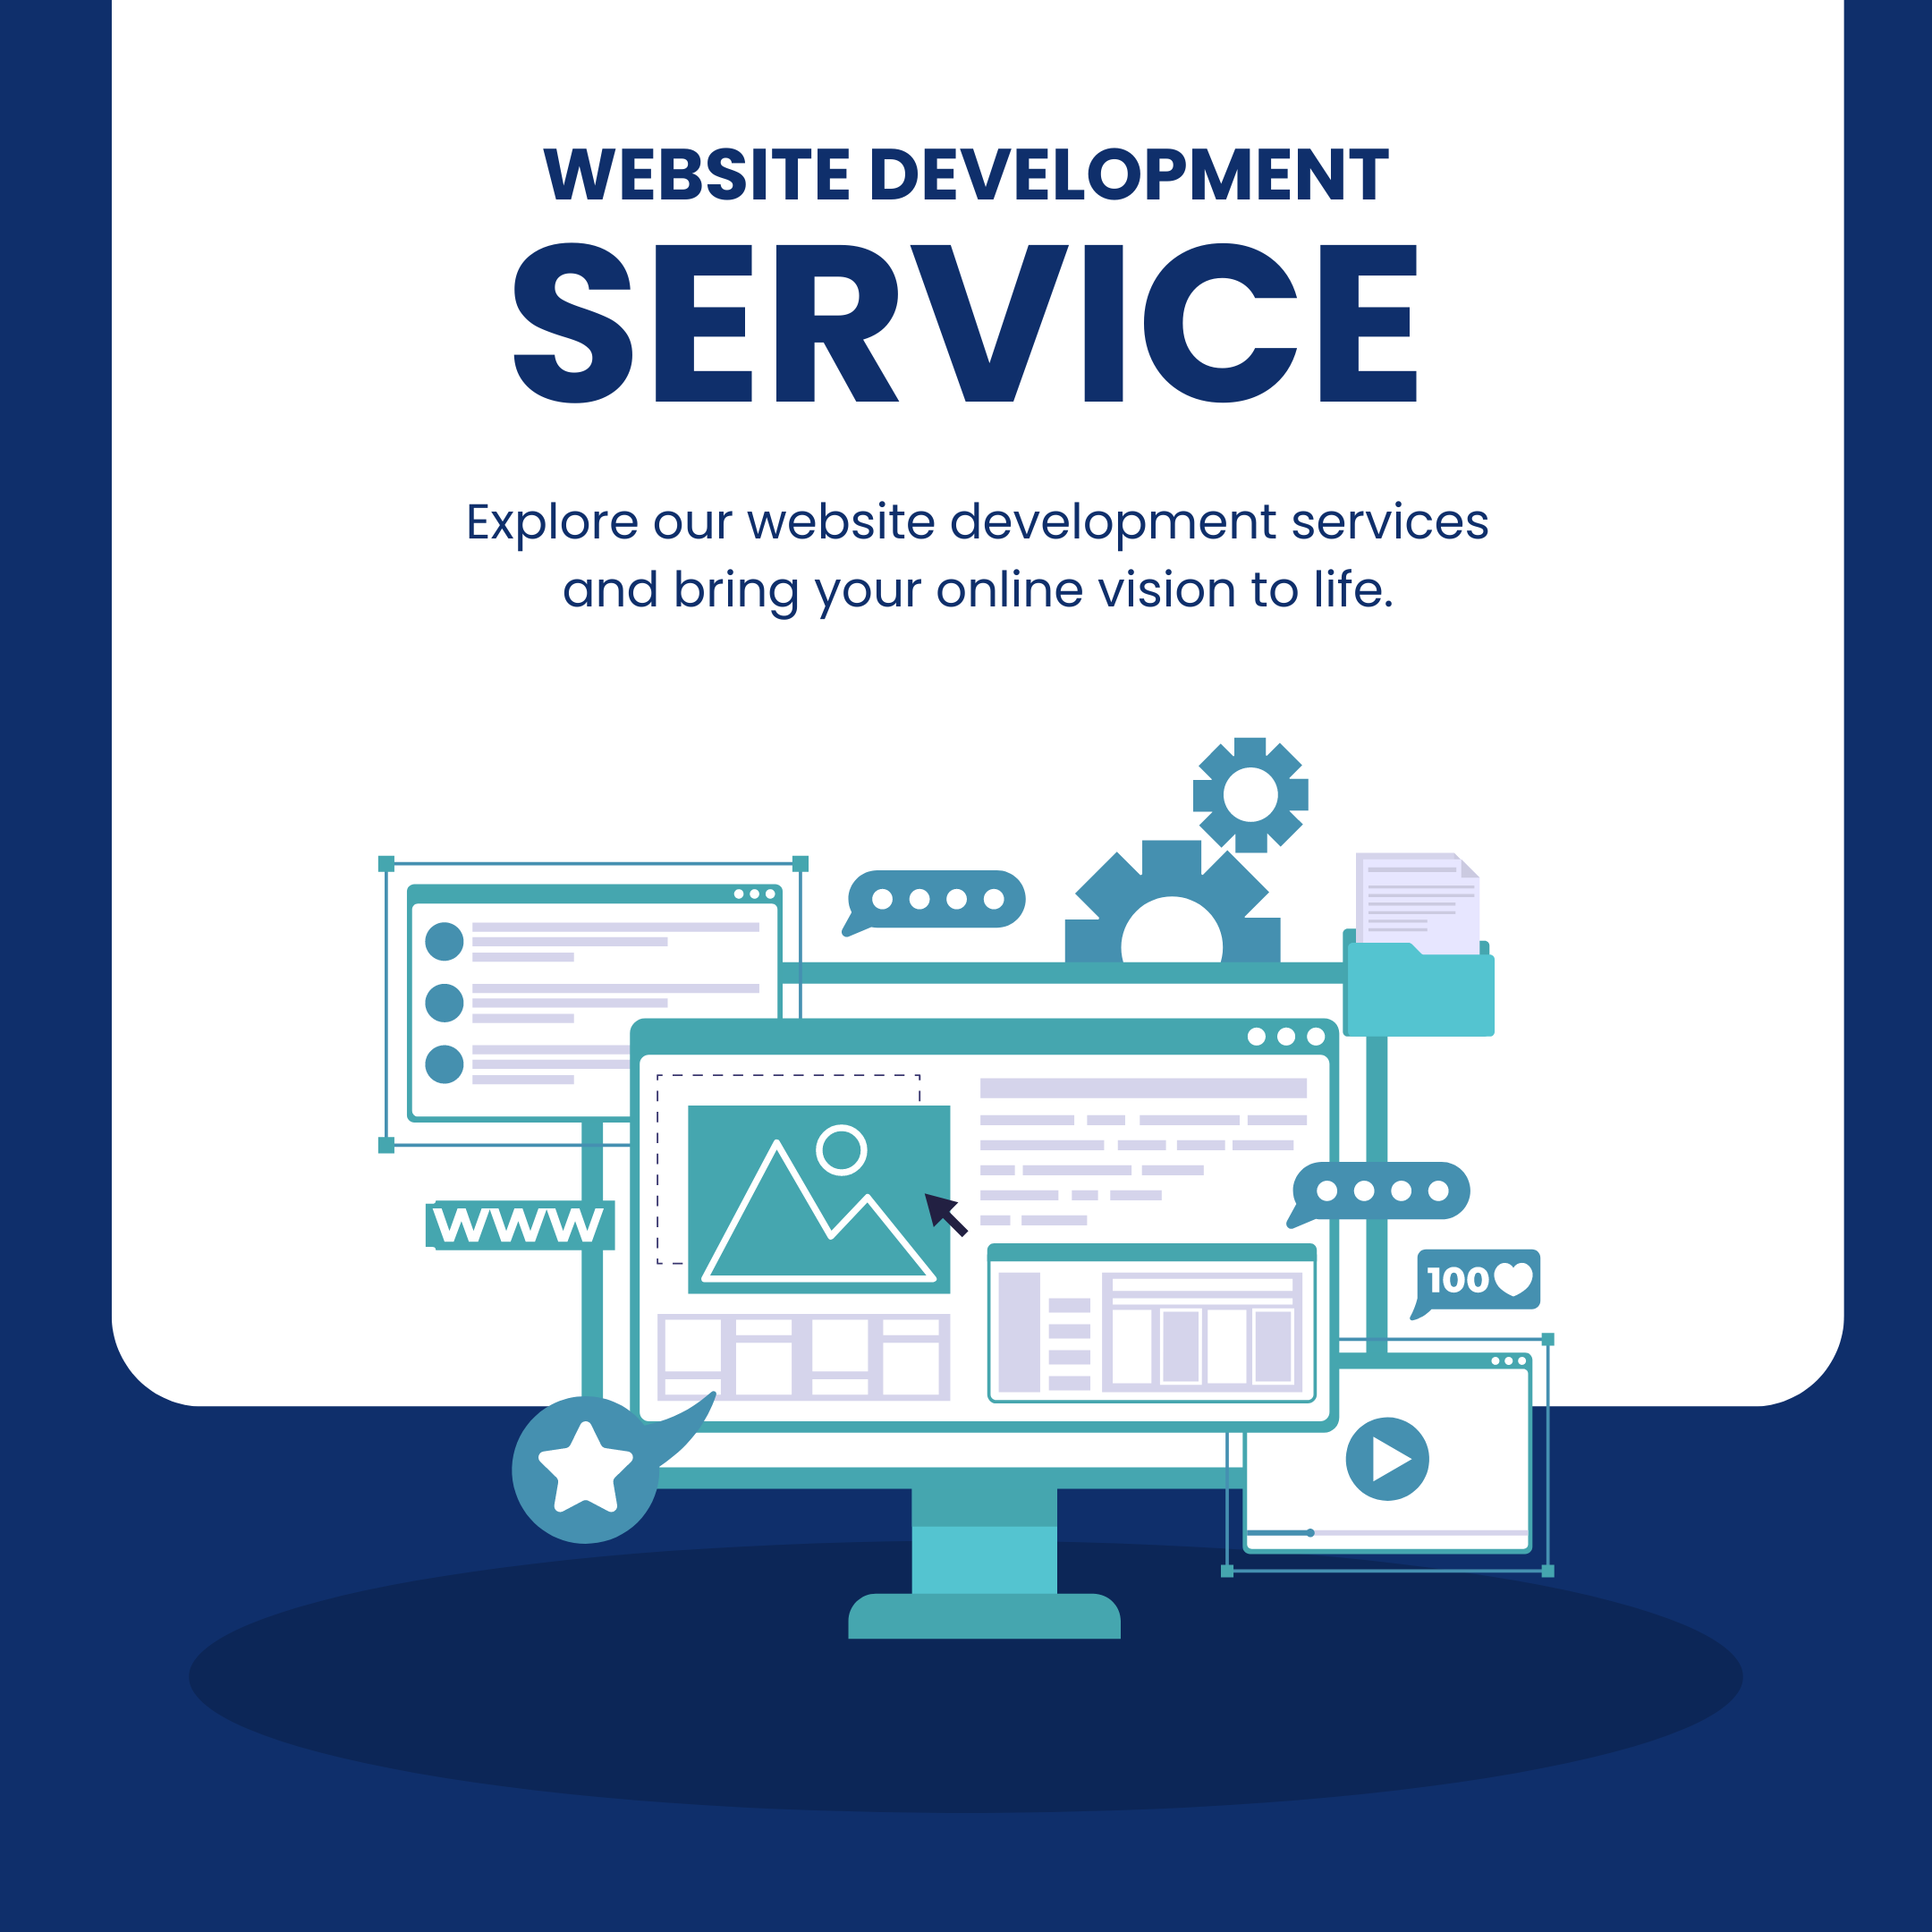 WEBSITE DEVELOPMENT
SERVICE
Explore our website development services
and bring your online vision to life.
WWW
100